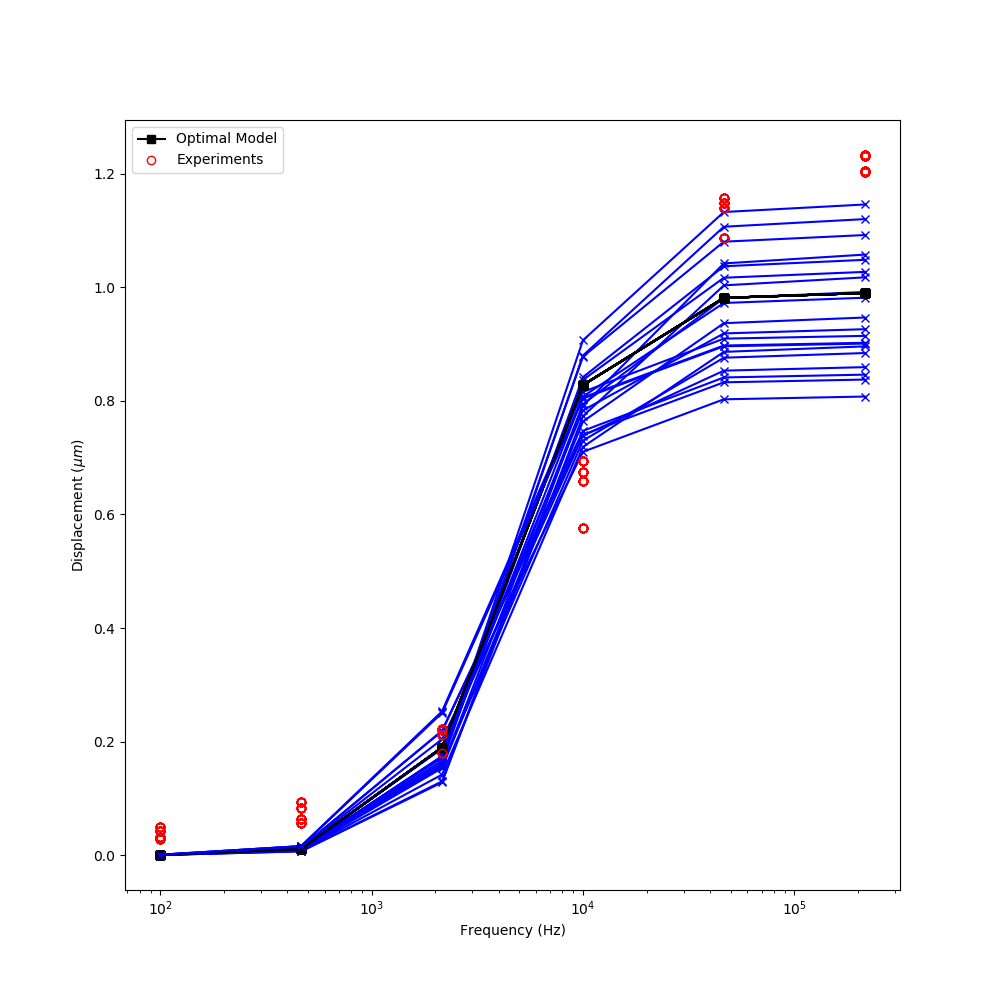 Optimal Model
Experiments
1.2
1.0
0.8
0.6
0.4
0.2
0.0
Displacement (μm)
10² 10³ 10⁴ 10⁵
Frequency (Hz)